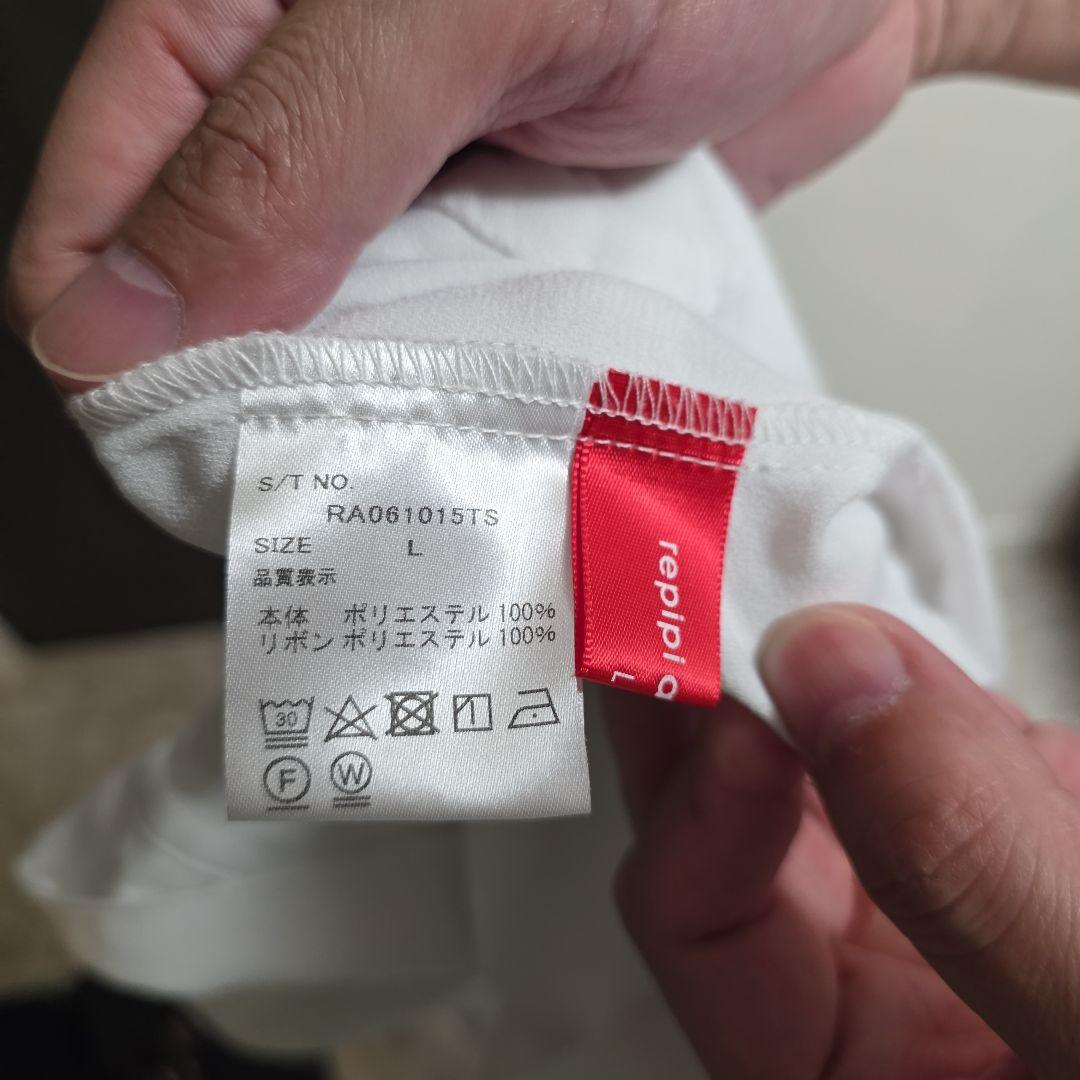 S/T NO.
RA061015TS
SIZE L
品質表示
本体 ポリエステル 100%
リボン ポリエステル 100%
30
F W
repipi
L